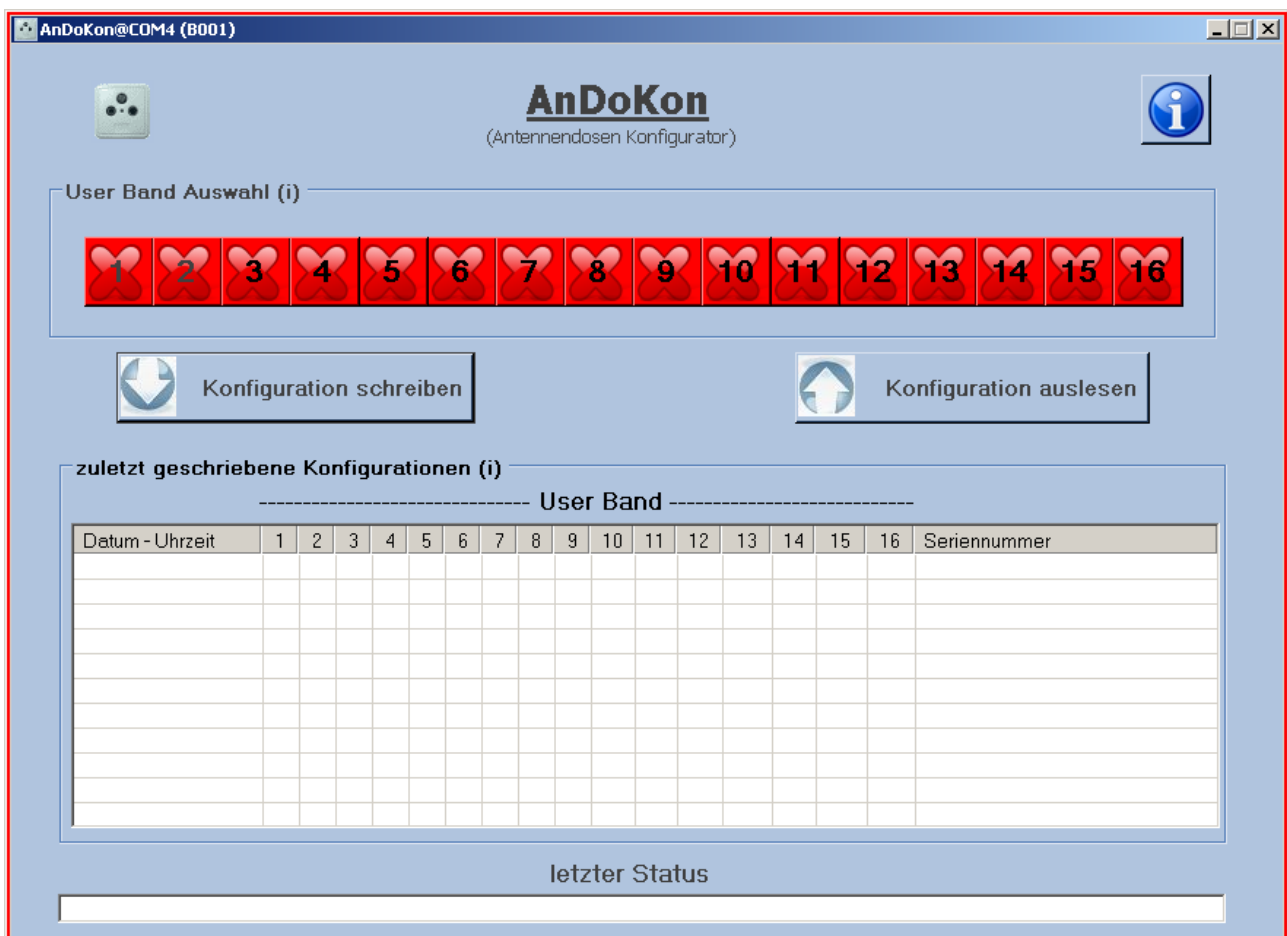 AnDoKon@COM4 (B001)
AnDoKon
(Antennendosen Konfigurator)
User Band Auswahl (i)
1 2 3 4 5 6 7 8 9 10 11 12 13 14 15 16
Konfiguration schreiben
Konfiguration auslesen
zuletzt geschriebene Konfigurationen (i)
------------------------------ User Band ----------------------------
Datum - Uhrzeit 1 2 3 4 5 6 7 8 9 10 11 12 13 14 15 16 Seriennummer
letzter Status